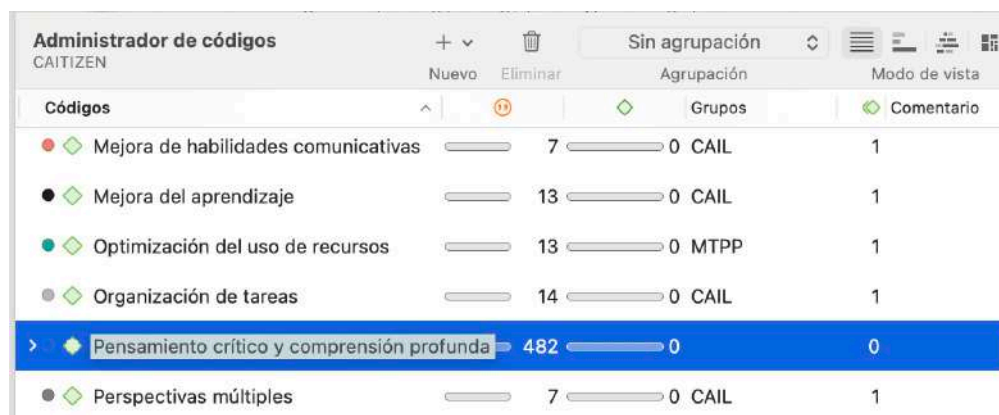 Administrador de códigos
CAITIZEN
Nuevo Eliminar
Sin agrupación
Agrupación
Modo de vista
Códigos Grupos Comentario
Mejora de habilidades comunicativas 7 0 CAIL 1
Mejora del aprendizaje 13 0 CAIL 1
Optimización del uso de recursos 13 0 MTPP 1
Organización de tareas 14 0 CAIL 1
Pensamiento crítico y comprensión profunda 482 0 0
Perspectivas múltiples 7 0 CAIL 1